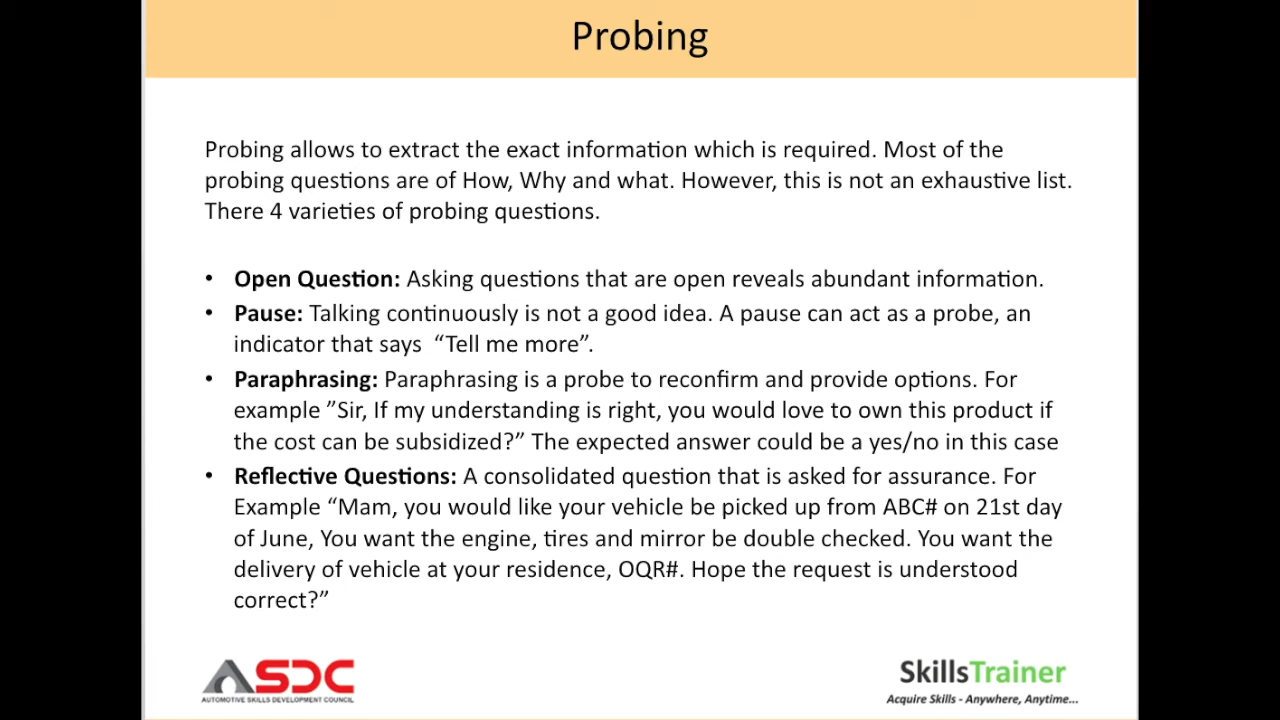 Probing
Probing allows to extract the exact information which is required. Most of the
probing questions are of How, Why and what. However, this is not an exhaustive list.
There 4 varieties of probing questions.
• Open Question: Asking questions that are open reveals abundant information.
• Pause: Talking continuously is not a good idea. A pause can act as a probe, an
indicator that says  “Tell me more”.
• Paraphrasing: Paraphrasing is a probe to reconfirm and provide options. For
example ”Sir, If my understanding is right, you would love to own this product if
the cost can be subsidized?” The expected answer could be a yes/no in this case
• Reflective Questions: A consolidated question that is asked for assurance. For
Example “Mam, you would like your vehicle be picked up from ABC# on 21st day
of June, You want the engine, tires and mirror be double checked. You want the
delivery of vehicle at your residence, OQR#. Hope the request is understood
correct?”
ASDC
AUTOMOTIVE SKILLS DEVELOPMENT COUNCIL
SkillsTrainer
Acquire Skills - Anywhere, Anytime...